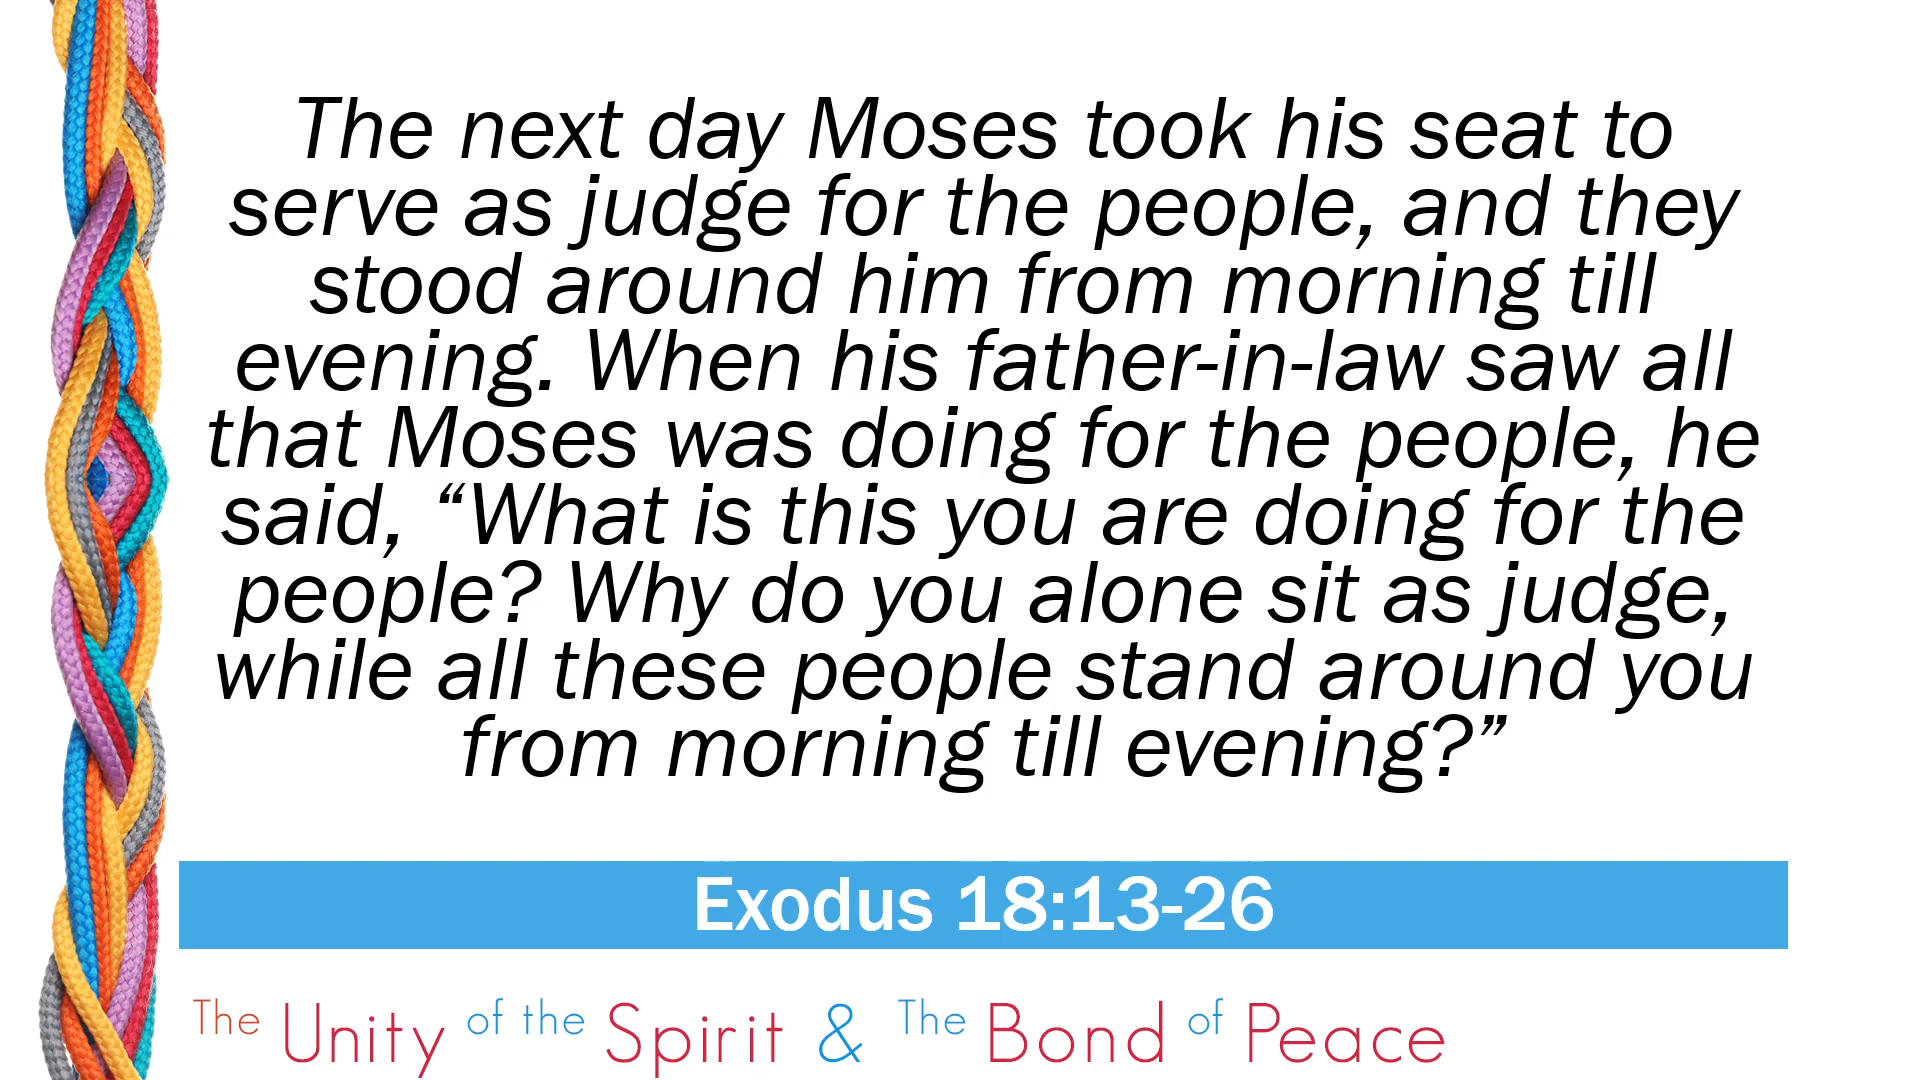 The next day Moses took his seat to
serve as judge for the people, and they
stood around him from morning till
evening. When his father-in-law saw all
that Moses was doing for the people, he
said, “What is this you are doing for the
people? Why do you alone sit as judge,
while all these people stand around you
from morning till evening?”
Exodus 18:13-26
The Unity of the Spirit & The Bond of Peace